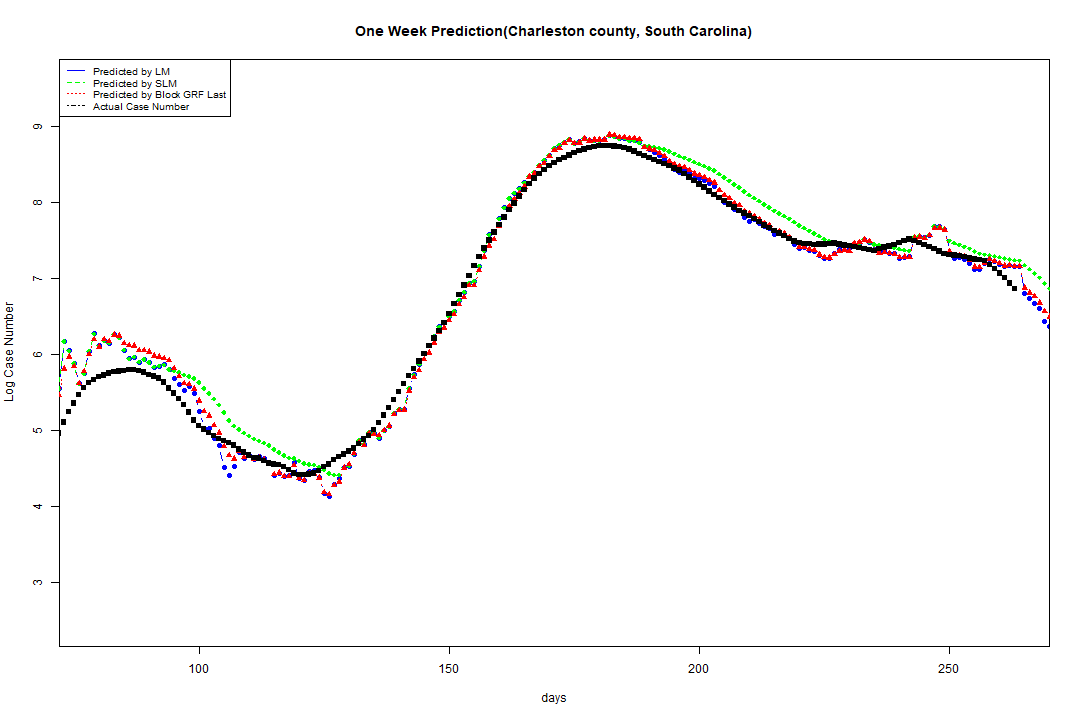 One Week Prediction(Charleston county, South Carolina)
Predicted by LM
Predicted by SLM
Predicted by Block GRF Last
Actual Case Number
9
8
7
6
5
4
3
Log Case Number
100 150 200 250
days